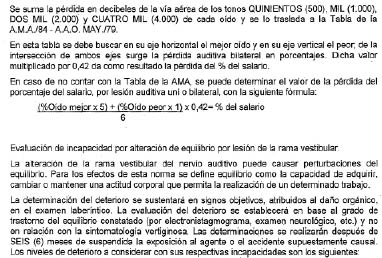 Se suma la pérdida en decibeles de la vía aérea de los tonos QUINIENTOS (500), MIL (1.000),
DOS MIL (2.000) y CUATRO MIL (4.000) de cada oído y se lo traslada a la Tabla de la
A.M.A./84 - A.A.O. MAY./79.
En esta tabla se debe buscar en su eje horizontal el mejor oído y en su eje vertical el peor; de la
intersección de ambos ejes surge la pérdida auditiva bilateral en porcentajes. Dicha valor
multiplicado por 0,42 da como resultado la pérdida del % del salario.
En caso de no contar con la Tabla de la AMA, se puede determinar el valor de la pérdida del
porcentaje del salario, por lesión auditiva uni o bilateral, con la siguiente fórmula:
(%Oído mejor x 5) + (%Oído peor x 1) x 0,42= % del salario
6
Evaluación de incapacidad por alteración de equilibrio por lesión de la rama vestibular.
La alteración de la rama vestibular del nervio auditivo puede causar perturbaciones del
equilibrio. Para los efectos de esta norma se define equilibrio como la capacidad de adquirir,
cambiar o mantener una actitud corporal que permita la realización de un determinado trabajo.
La determinación del deterioro se sustentará en signos objetivos, atribuidos al daño orgánico,
en el examen laberíntico. La evaluación del deterioro se establecerá en base al grado de
trastorno del equilibrio constatado (por electronistagmograma, examen neurológico, etc.) y no
en relación con la sintomatología vertiginosa. Las determinaciones se realizarán después de
SEIS (6) meses de suspendida la exposición al agente o el accidente supuestamente causal.
Los niveles de deterioro a considerar con sus respectivas incapacidades son los siguientes: